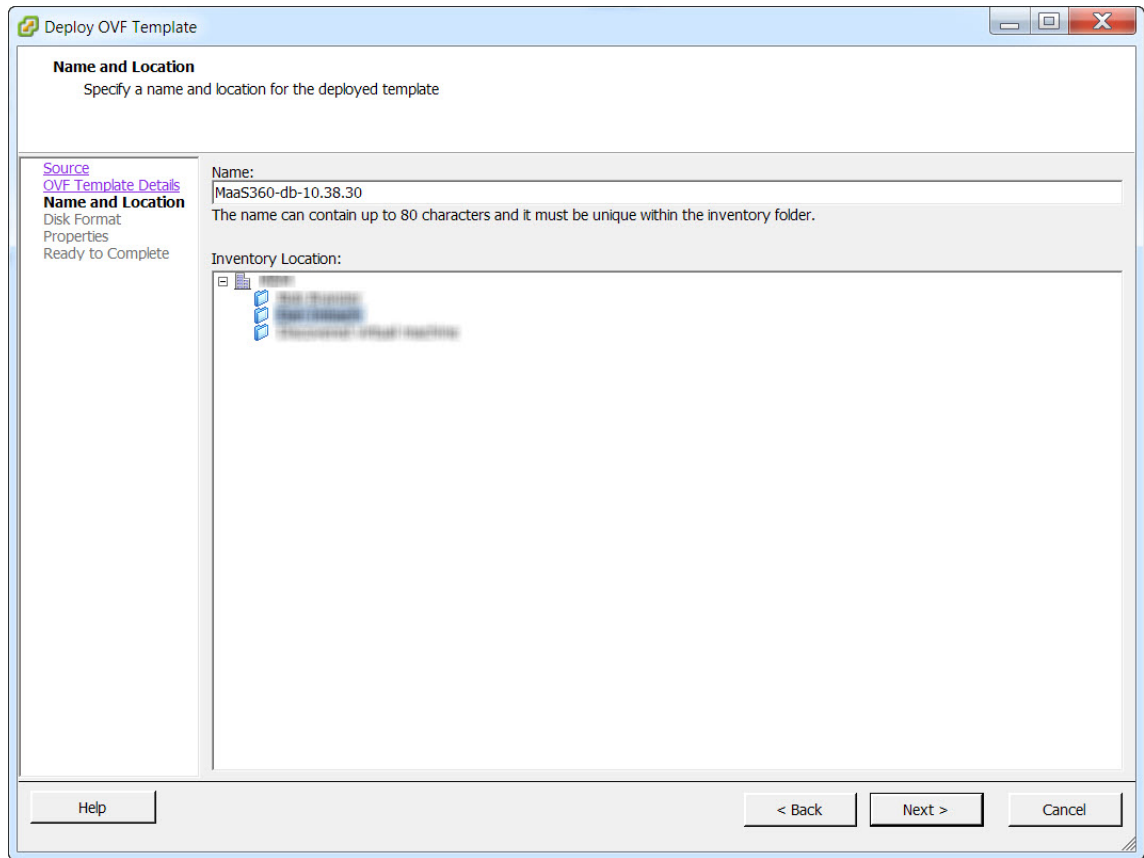 Deploy OVF Template
Name and Location
Specify a name and location for the deployed template
Source
OVF Template Details
Name and Location
Disk Format
Properties
Ready to Complete
Name:
MaaS360-db-10.38.30
The name can contain up to 80 characters and it must be unique within the inventory folder.
Inventory Location:
Help
< Back
Next >
Cancel